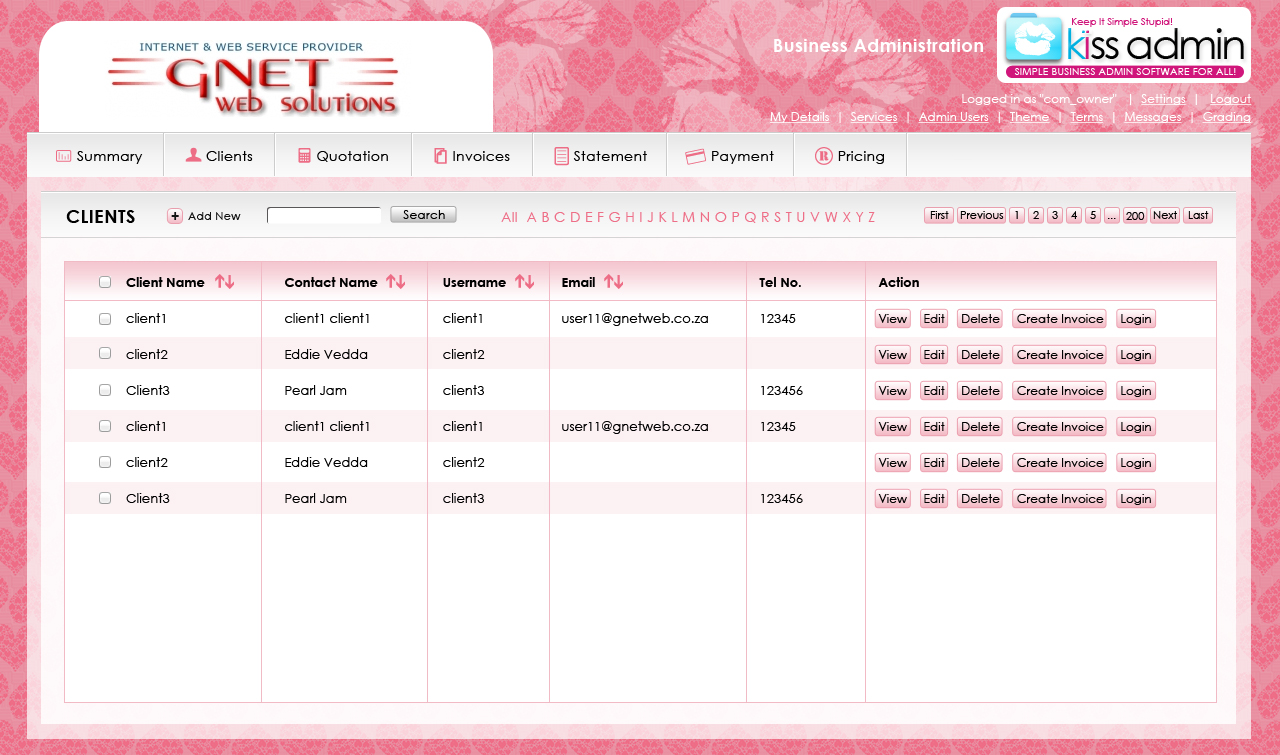 INTERNET & WEB SERVICE PROVIDER
GNET
web solutions
Business Administration
Keep It Simple Stupid!
kiss admin
SIMPLE BUSINESS ADMIN SOFTWARE FOR ALL!
Logged in as "com_owner" | Settings | Logout
My Details | Services | Admin Users | Theme | Terms | Messages | Grading
Summary Clients Quotation Invoices Statement Payment Pricing
CLIENTS Add New Search All A B C D E F G H I J K L M N O P Q R S T U V W X Y Z First Previous 1 2 3 4 5 ... 200 Next Last
Client Name Contact Name Username Email Tel No. Action
client1 client1 client1 client1 user11@gnetweb.co.za 12345 View Edit Delete Create Invoice Login
client2 Eddie Vedda client2 View Edit Delete Create Invoice Login
Client3 Pearl Jam client3 123456 View Edit Delete Create Invoice Login
client1 client1 client1 client1 user11@gnetweb.co.za 12345 View Edit Delete Create Invoice Login
client2 Eddie Vedda client2 View Edit Delete Create Invoice Login
Client3 Pearl Jam client3 123456 View Edit Delete Create Invoice Login